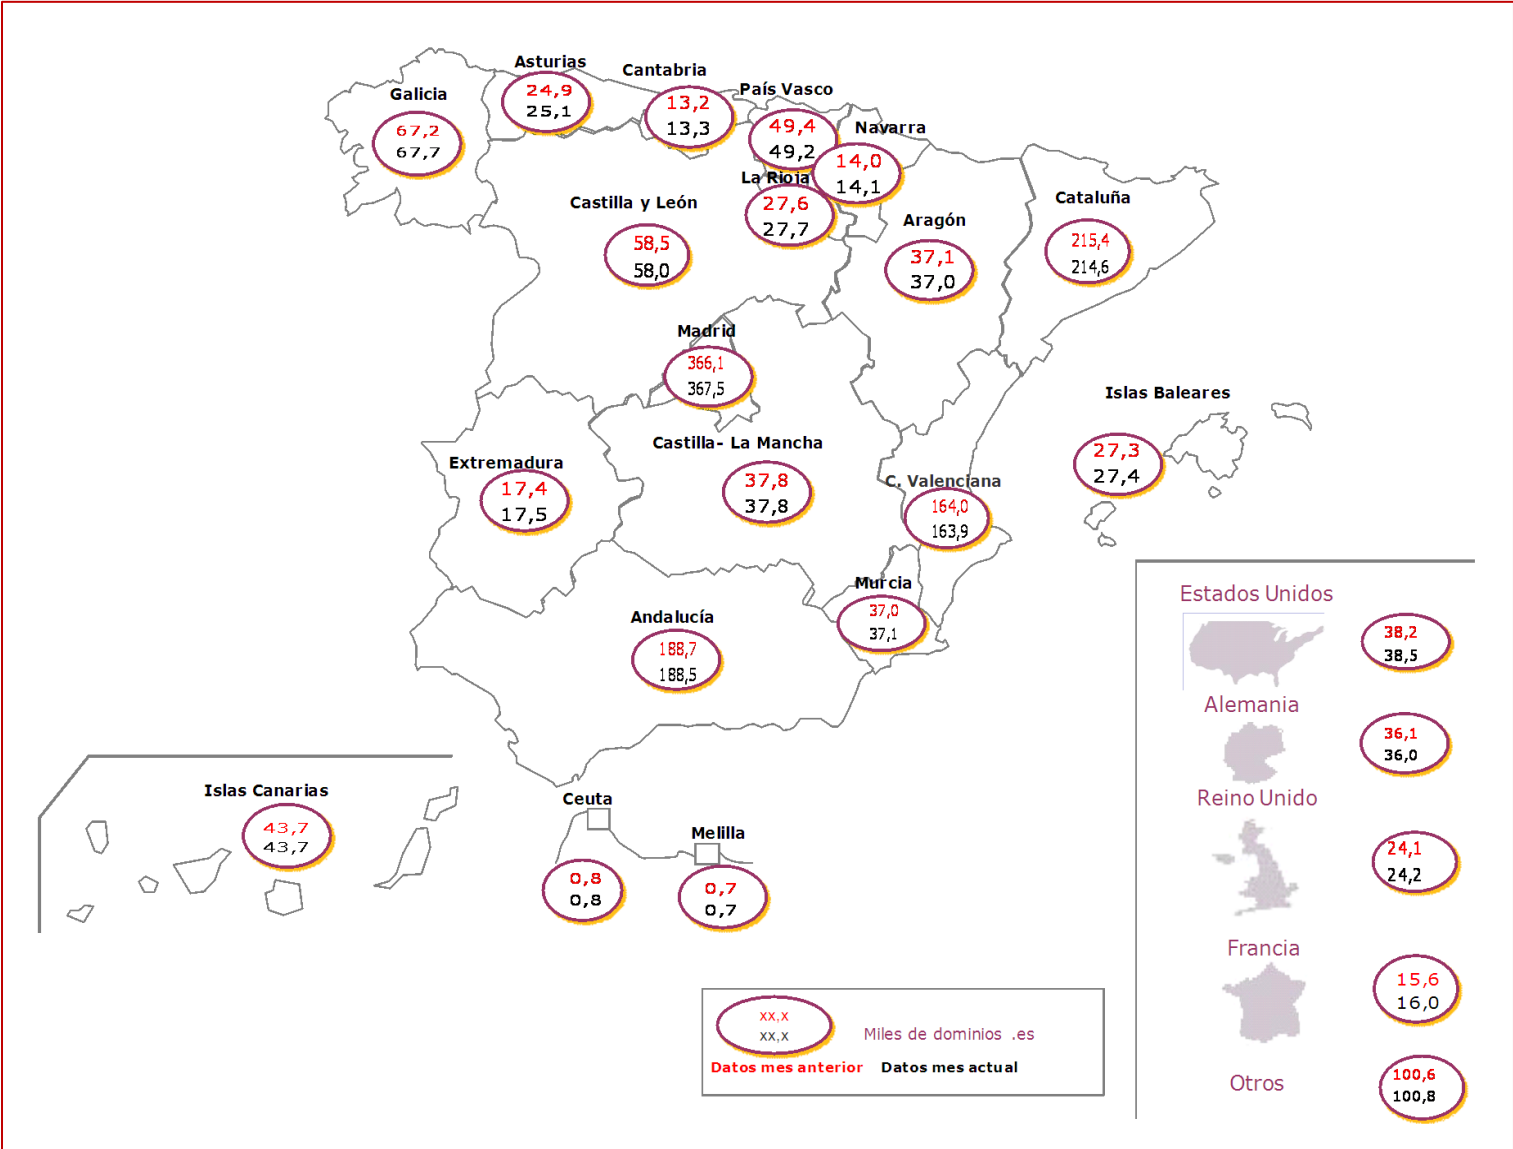 Asturias
24,9
25,1
Cantabria
13,2
13,3
País Vasco
49,4
49,2
Galicia
67,2
67,7
Navarra
14,0
14,1
La Rioja
27,6
27,7
Castilla y León
58,5
58,0
Aragón
37,1
37,0
Cataluña
215,4
214,6
Madrid
366,1
367,5
Islas Baleares
27,3
27,4
Castilla- La Mancha
37,8
37,8
Extremadura
17,4
17,5
C. Valenciana
164,0
163,9
Murcia
37,0
37,1
Andalucía
188,7
188,5
Islas Canarias
43,7
43,7
Ceuta
0,8
0,8
Melilla
0,7
0,7
Estados Unidos
38,2
38,5
Alemania
36,1
36,0
Reino Unido
24,1
24,2
Francia
15,6
16,0
Otros
100,6
100,8
xx,x
xx,x
Miles de dominios .es
Datos mes anterior Datos mes actual